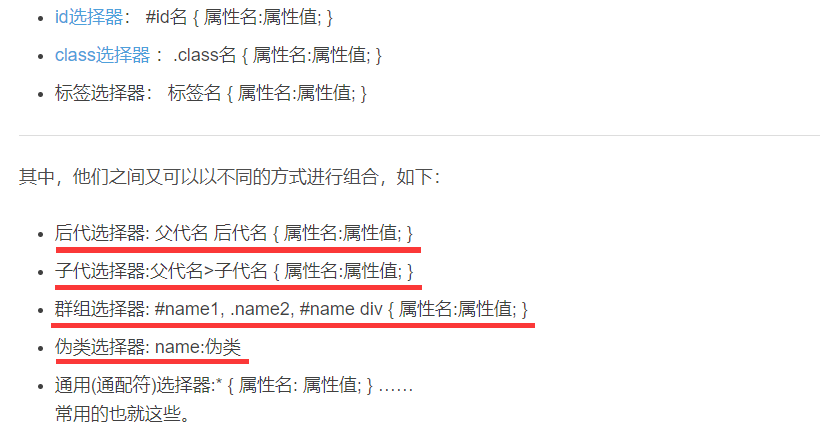 id选择器： #id名 { 属性名:属性值; }
class选择器 ：.class名 { 属性名:属性值; }
标签选择器： 标签名 { 属性名:属性值; }
其中，他们之间又可以以不同的方式进行组合，如下：
后代选择器: 父代名 后代名 { 属性名:属性值; }
子代选择器:父代名>子代名 { 属性名:属性值; }
群组选择器: #name1, .name2, #name div { 属性名:属性值; }
伪类选择器: name:伪类
通用(通配符)选择器:* { 属性名: 属性值; } ……
常用的也就这些。